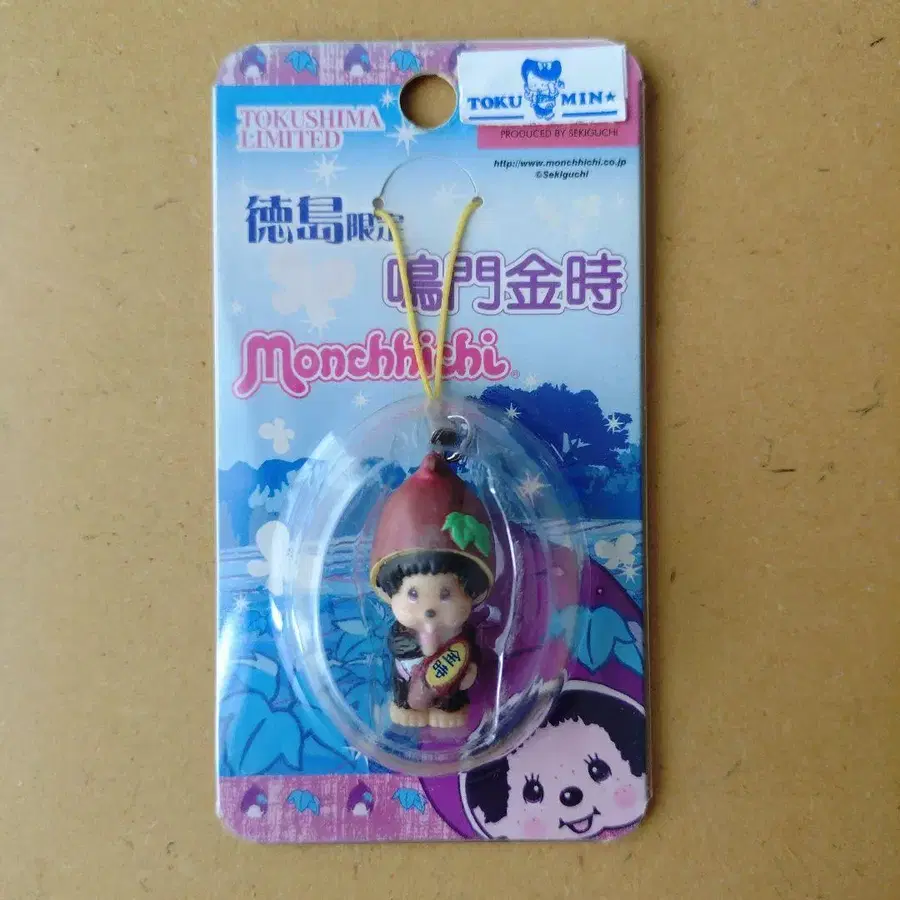 TOKUSHIMA
LIMITED
TOKU MIN★
PRODUCED BY SEKIGUCHI
http://www.monchhichi.co.jp
©Sekiguchi
徳島限定
鳴門金時
Monchhichi®